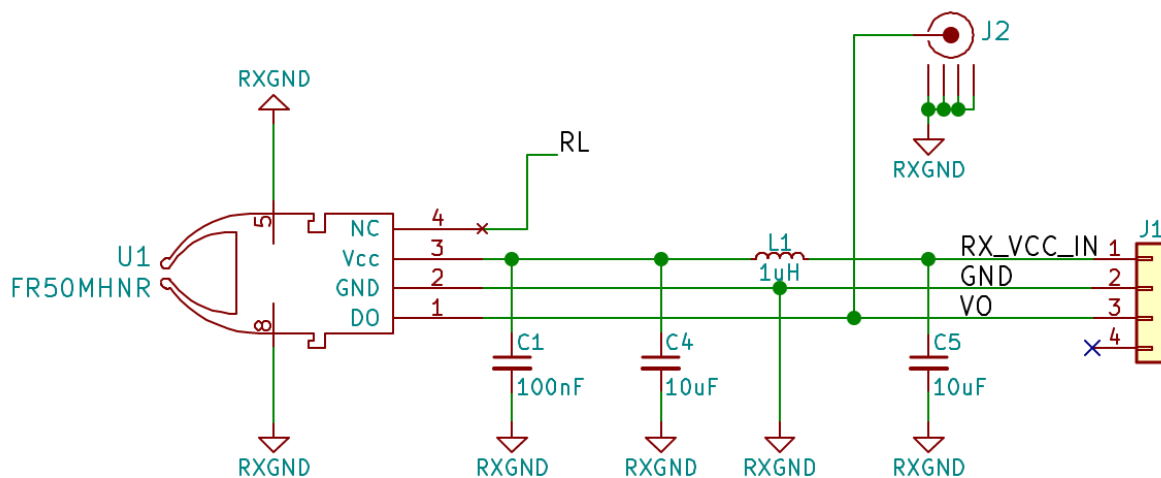 J2
RXGND
RXGND
RL
5
NC
4
U1
FR50MHNR
Vcc
3
L1
1uH
RX_VCC_IN
J1
1
GND
2
GND
2
DO
1
VO
3
8
4
C1
100nF
C4
10uF
C5
10uF
RXGND
RXGND
RXGND
RXGND
RXGND